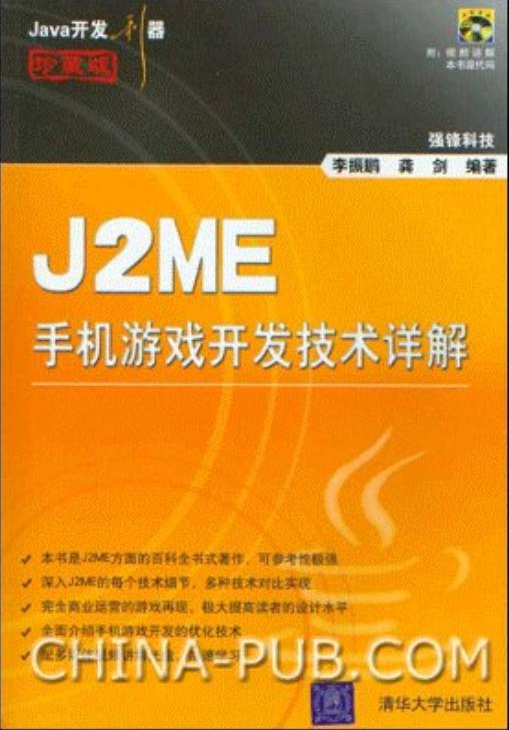 Java开发利器
珍藏版
附：视频讲解
本书源代码
强锋科技
李振鹏 龚 剑 编著
J2ME
手机游戏开发技术详解
✓ 本书是J2ME方面的百科全书式著作，可参考性极强
✓ 深入J2ME的每个技术细节，多种技术对比实现
✓ 完全商业运营的游戏再现，极大提高读者的设计水平
✓ 全面介绍手机游戏开发的优化技术
CHINA-PUB.COM
清华大学出版社